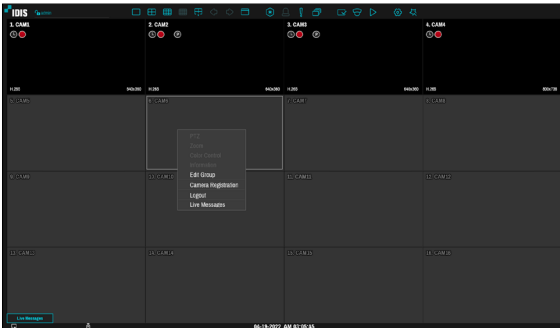 IDIS
1. CAM1
2. CAM2
3. CAM3
4. CAM4
H.265 640x360
H.265 640x360
H.265 640x360
H.265
5. CAM5
6. CAM6
7. CAM7
8. CAM8
PTZ
Zoom
Color Control
Edit Group
Camera Registration
Logout
Live Messages
9. CAM9
10. CAM10
11. CAM11
12. CAM12
13. CAM13
14. CAM14
15. CAM15
16. CAM16
Live Messages
04-19-2022 AM 03:05:45